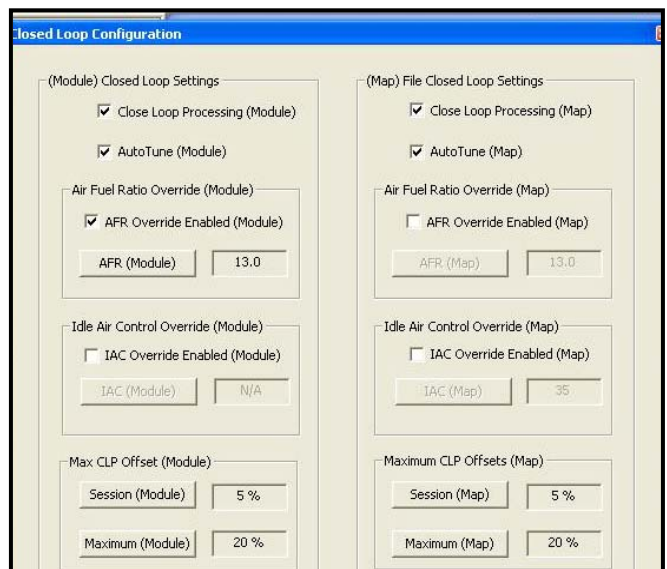 Closed Loop Configuration
(Module) Closed Loop Settings
Close Loop Processing (Module)
AutoTune (Module)
Air Fuel Ratio Override (Module)
AFR Override Enabled (Module)
AFR (Module) 13.0
Idle Air Control Override (Module)
IAC Override Enabled (Module)
IAC (Module) N/A
Max CLP Offset (Module)
Session (Module) 5 %
Maximum (Module) 20 %
(Map) File Closed Loop Settings
Close Loop Processing (Map)
AutoTune (Map)
Air Fuel Ratio Override (Map)
AFR Override Enabled (Map)
AFR (Map) 13.0
Idle Air Control Override (Map)
IAC Override Enabled (Map)
IAC (Map) 35
Maximum CLP Offsets (Map)
Session (Map) 5 %
Maximum (Map) 20 %